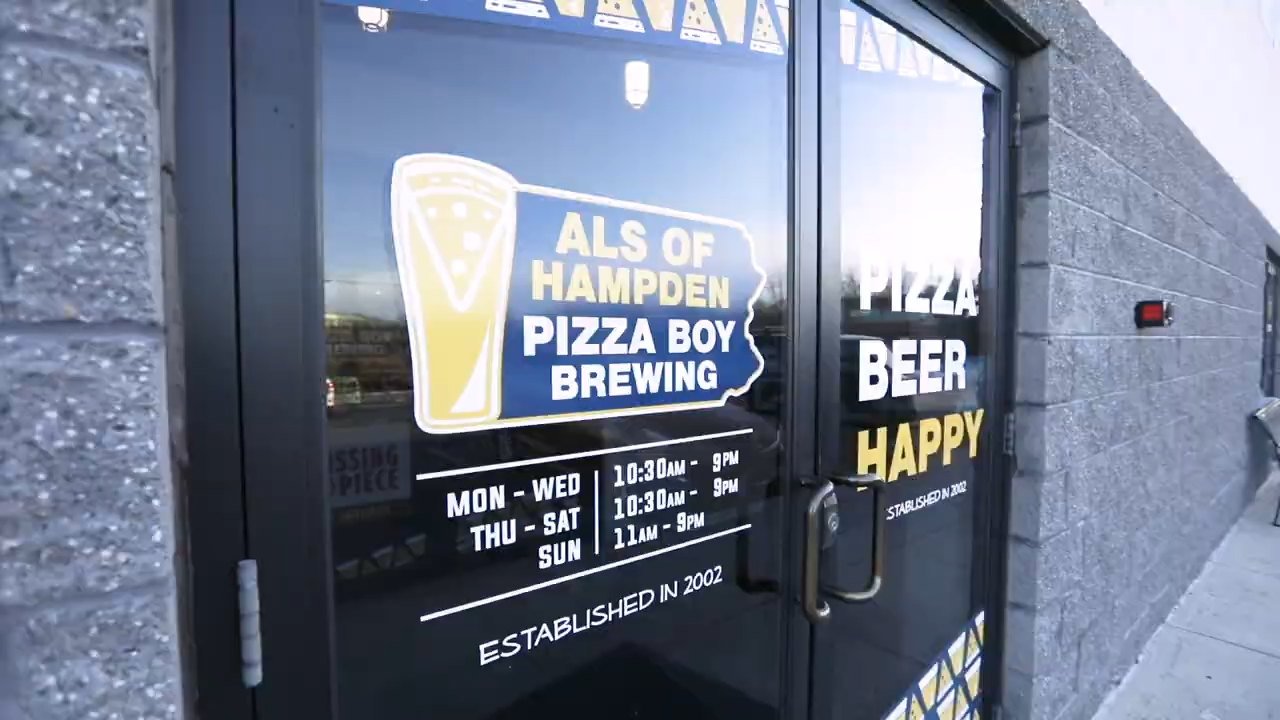 ALS OF
HAMPDEN
PIZZA BOY
BREWING
MON - WED 10:30AM - 9PM
THU - SAT 10:30AM - 9PM
SUN 11AM - 9PM
ESTABLISHED IN 2002
PIZZA
BEER
HAPPY
ESTABLISHED IN 2002